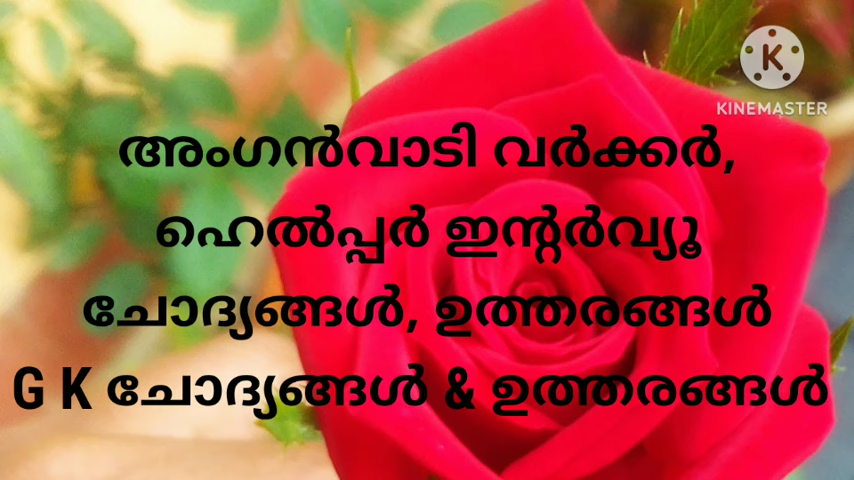 KINEMASTER
അംഗൻവാടി വർക്കർ,
ഹെൽപ്പർ ഇന്റർവ്യൂ
ചോദ്യങ്ങൾ, ഉത്തരങ്ങൾ
G K ചോദ്യങ്ങൾ & ഉത്തരങ്ങൾ